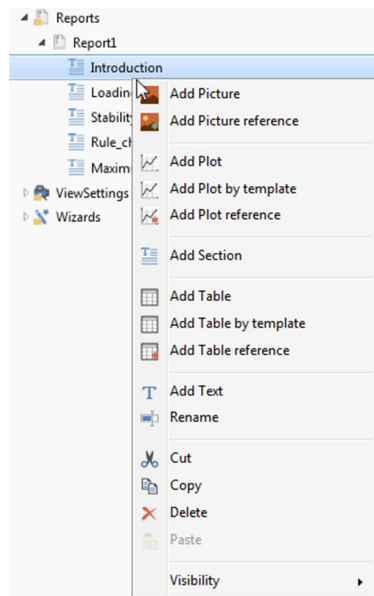 Reports
Report1
Introduction
Loadin
Add Picture
Stabilit
Add Picture reference
Rule_ch
Add Plot
Maxim
Add Plot by template
ViewSettings
Add Plot reference
Wizards
Add Section
Add Table
Add Table by template
Add Table reference
Add Text
Rename
Cut
Copy
Delete
Paste
Visibility